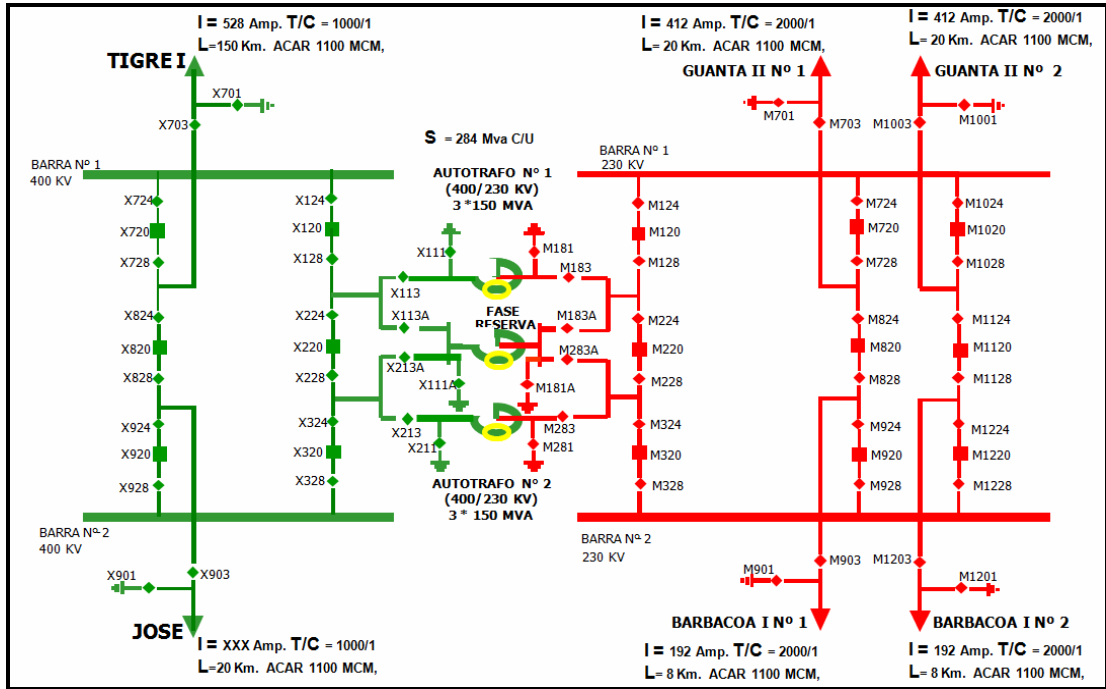 I = 528 Amp. T/C = 1000/1
L=150 Km. ACAR 1100 MCM,
TIGRE I
X701
X703
I = 412 Amp. T/C = 2000/1
L= 20 Km. ACAR 1100 MCM,
GUANTA II Nº 1
M701
M703
I = 412 Amp. T/C = 2000/1
L= 20 Km. ACAR 1100 MCM,
GUANTA II Nº 2
M1003
M1001
S = 284 Mva C/U
BARRA Nº 1
400 KV
AUTOTRAFO Nº 1
(400/230 KV)
3 *150 MVA
BARRA Nº 1
230 KV
X724
X720
X728
X824
X820
X828
X924
X920
X928
X124
X120
X128
X224
X220
X228
X324
X320
X328
X111
X113
X113A
X213A
X111A
X213
X211
FASE
RESERVA
M181
M183
M183A
M283A
M181A
M283
M281
M124
M120
M128
M224
M220
M228
M324
M320
M328
M724
M720
M728
M824
M820
M828
M924
M920
M928
M1024
M1020
M1028
M1124
M1120
M1128
M1224
M1220
M1228
AUTOTRAFO Nº 2
(400/230 KV)
3 * 150 MVA
BARRA Nº 2
400 KV
BARRA Nº 2
230 KV
X901
X903
JOSE
I = XXX Amp. T/C = 1000/1
L=20 Km. ACAR 1100 MCM,
M901
M903
BARBACOA I Nº 1
I = 192 Amp. T/C = 2000/1
L= 8 Km. ACAR 1100 MCM,
M1203
M1201
BARBACOA I Nº 2
I = 192 Amp. T/C = 2000/1
L= 8 Km. ACAR 1100 MCM,